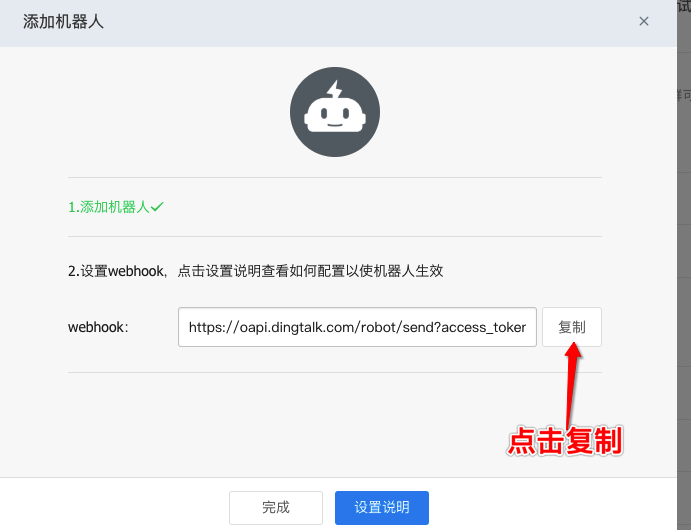 添加机器人
试
1.添加机器人
2.设置webhook，点击设置说明查看如何配置以使机器人生效
webhook：
https://oapi.dingtalk.com/robot/send?access_toker
复制
点击复制
完成
设置说明